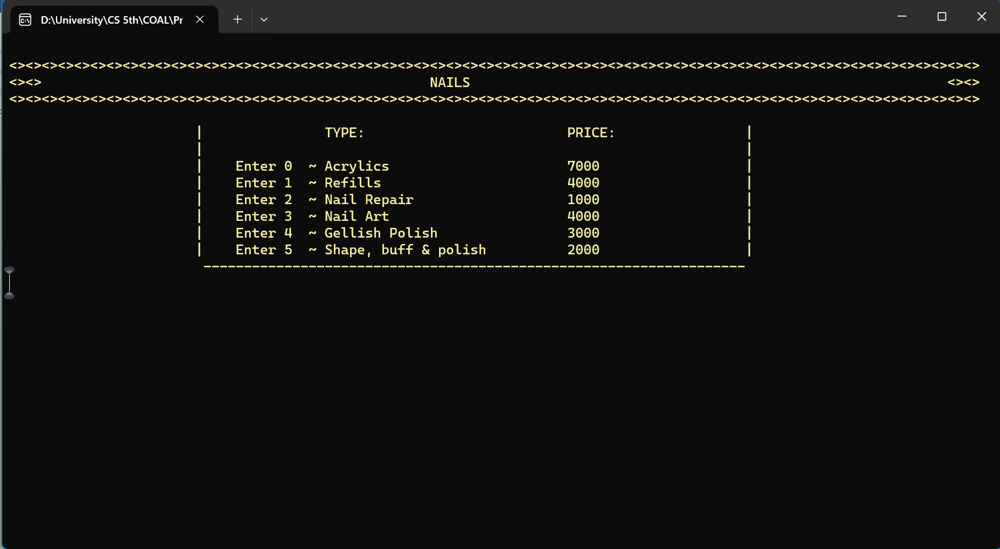 D:\University\CS 5th\COAL\Pr
<><><><><><><><><><><><><><><><><><><><><><><><><><><><><><><><><><><><><><><><><><><><><><><><><><><><><><><><><><><><>
<><> NAILS <><>
<><><><><><><><><><><><><><><><><><><><><><><><><><><><><><><><><><><><><><><><><><><><><><><><><><><><><><><><><><><><>
| TYPE: PRICE: |
| |
| Enter 0 ~ Acrylics 7000 |
| Enter 1 ~ Refills 4000 |
| Enter 2 ~ Nail Repair 1000 |
| Enter 3 ~ Nail Art 4000 |
| Enter 4 ~ Gellish Polish 3000 |
| Enter 5 ~ Shape, buff & polish 2000 |
-------------------------------------------------------------------